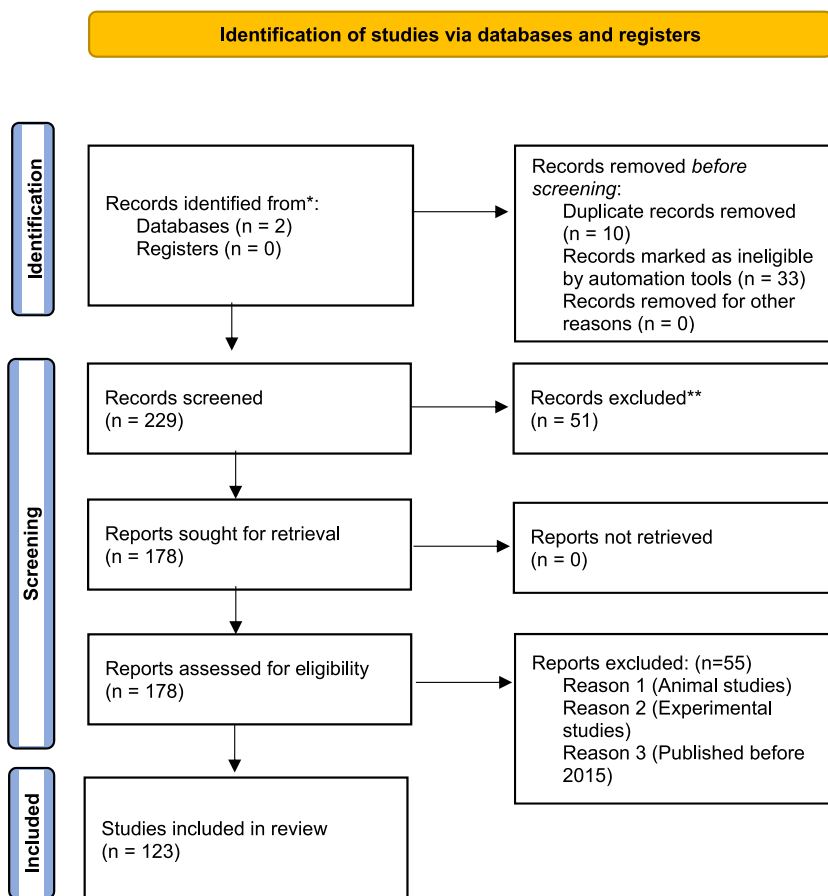 Identification of studies via databases and registers
Identification
Records identified from*:
Databases (n = 2)
Registers (n = 0)
Records removed before
screening:
Duplicate records removed
(n = 10)
Records marked as ineligible
by automation tools (n = 33)
Records removed for other
reasons (n = 0)
Screening
Records screened
(n = 229)
Records excluded**
(n = 51)
Reports sought for retrieval
(n = 178)
Reports not retrieved
(n = 0)
Reports assessed for eligibility
(n = 178)
Reports excluded: (n=55)
Reason 1 (Animal studies)
Reason 2 (Experimental
studies)
Reason 3 (Published before
2015)
Included
Studies included in review
(n = 123)